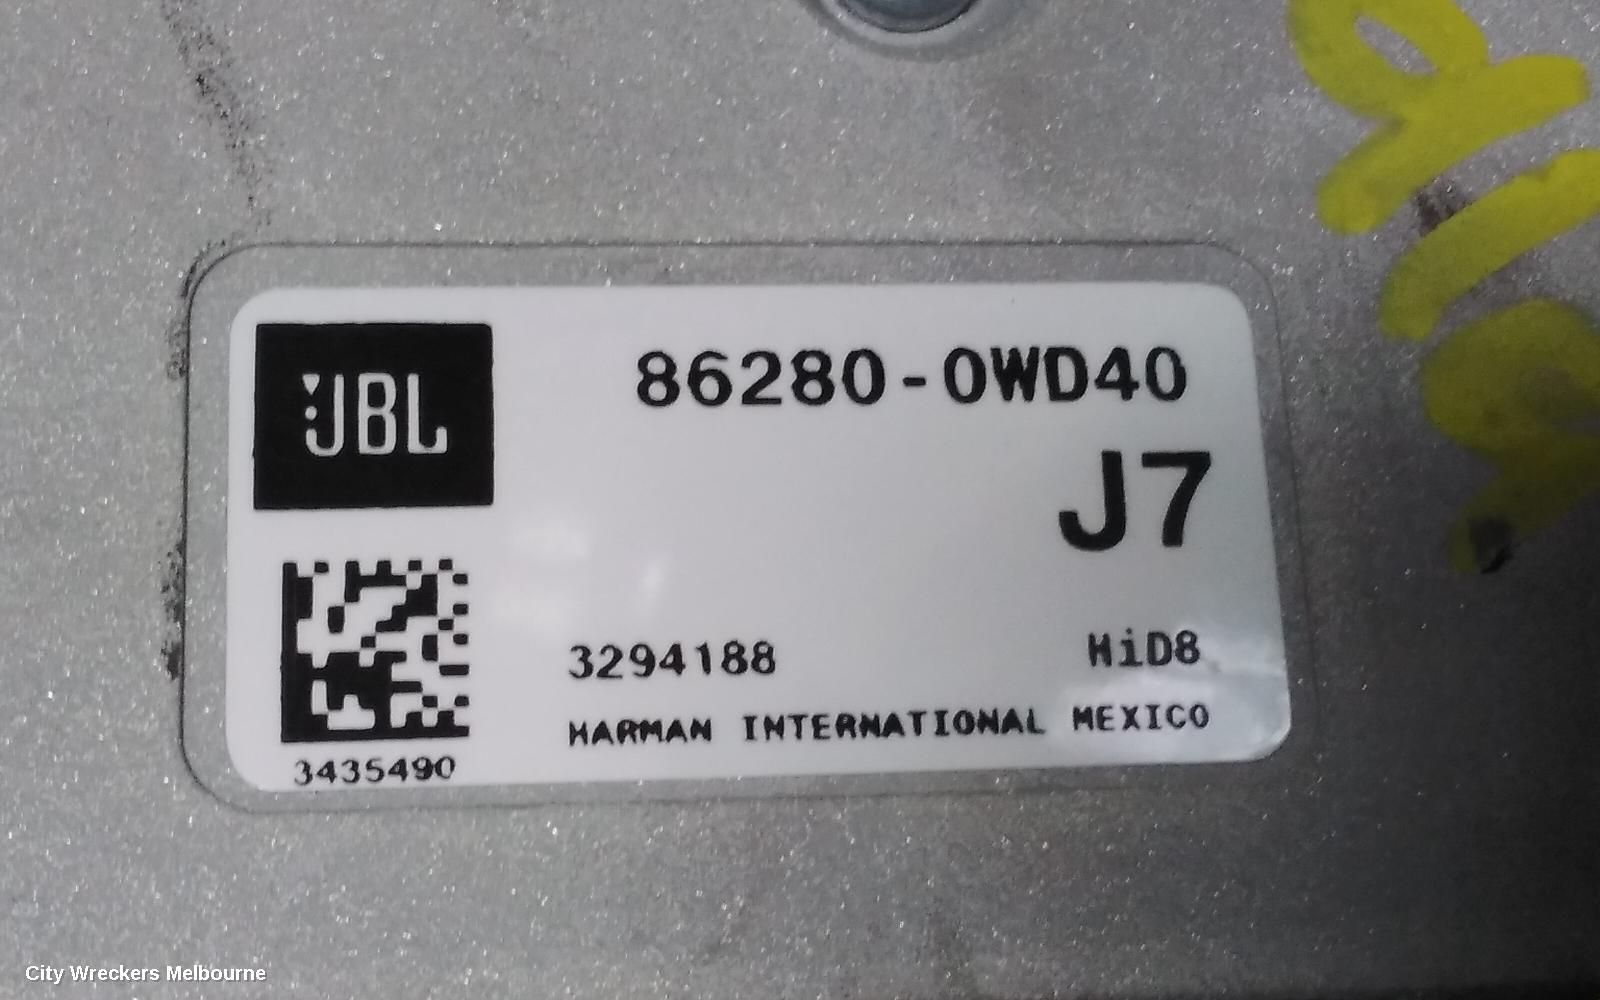 JBL
86280-0WD40
J7
3294188 HiD8
HARMAN INTERNATIONAL MEXICO
3435490
City Wreckers Melbourne